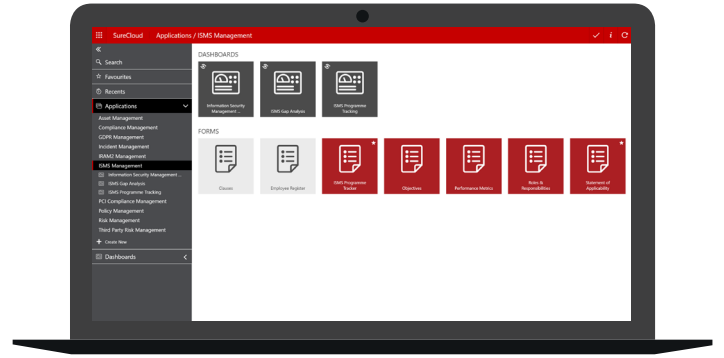 SureCloud
Applications / ISMS Management
Search
Favourites
Recents
Applications
Asset Management
Compliance Management
GDPR Management
Incident Management
IRAM2 Management
ISMS Management
Information Security Management ...
ISMS Gap Analysis
ISMS Programme Tracking
PCI Compliance Management
Policy Management
Risk Management
Third Party Risk Management
Create New
Dashboards
DASHBOARDS
Information Security
Management ...
ISMS Gap Analysis
ISMS Programme
Tracking
FORMS
Clauses
Employee Register
ISMS Programme
Tracker
Objectives
Performance Metrics
Roles &
Responsibilities
Statement of
Applicability